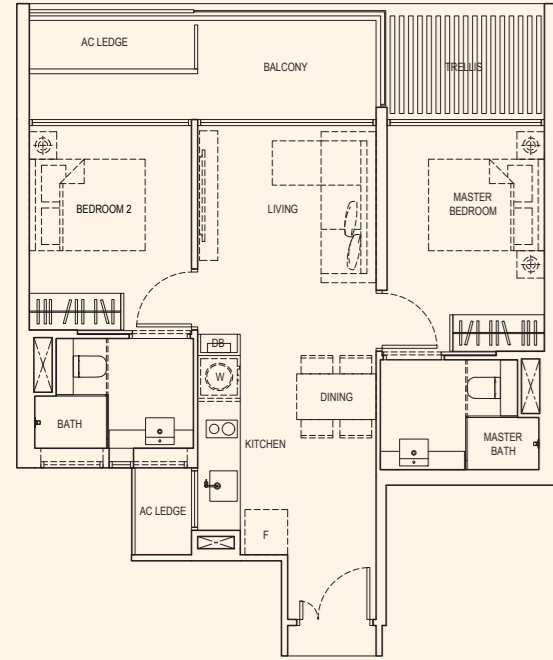 AC LEDGE
BALCONY
TRELLIS
BEDROOM 2
LIVING
MASTER
BEDROOM
DB
W
DINING
BATH
KITCHEN
MASTER
BATH
AC LEDGE
F